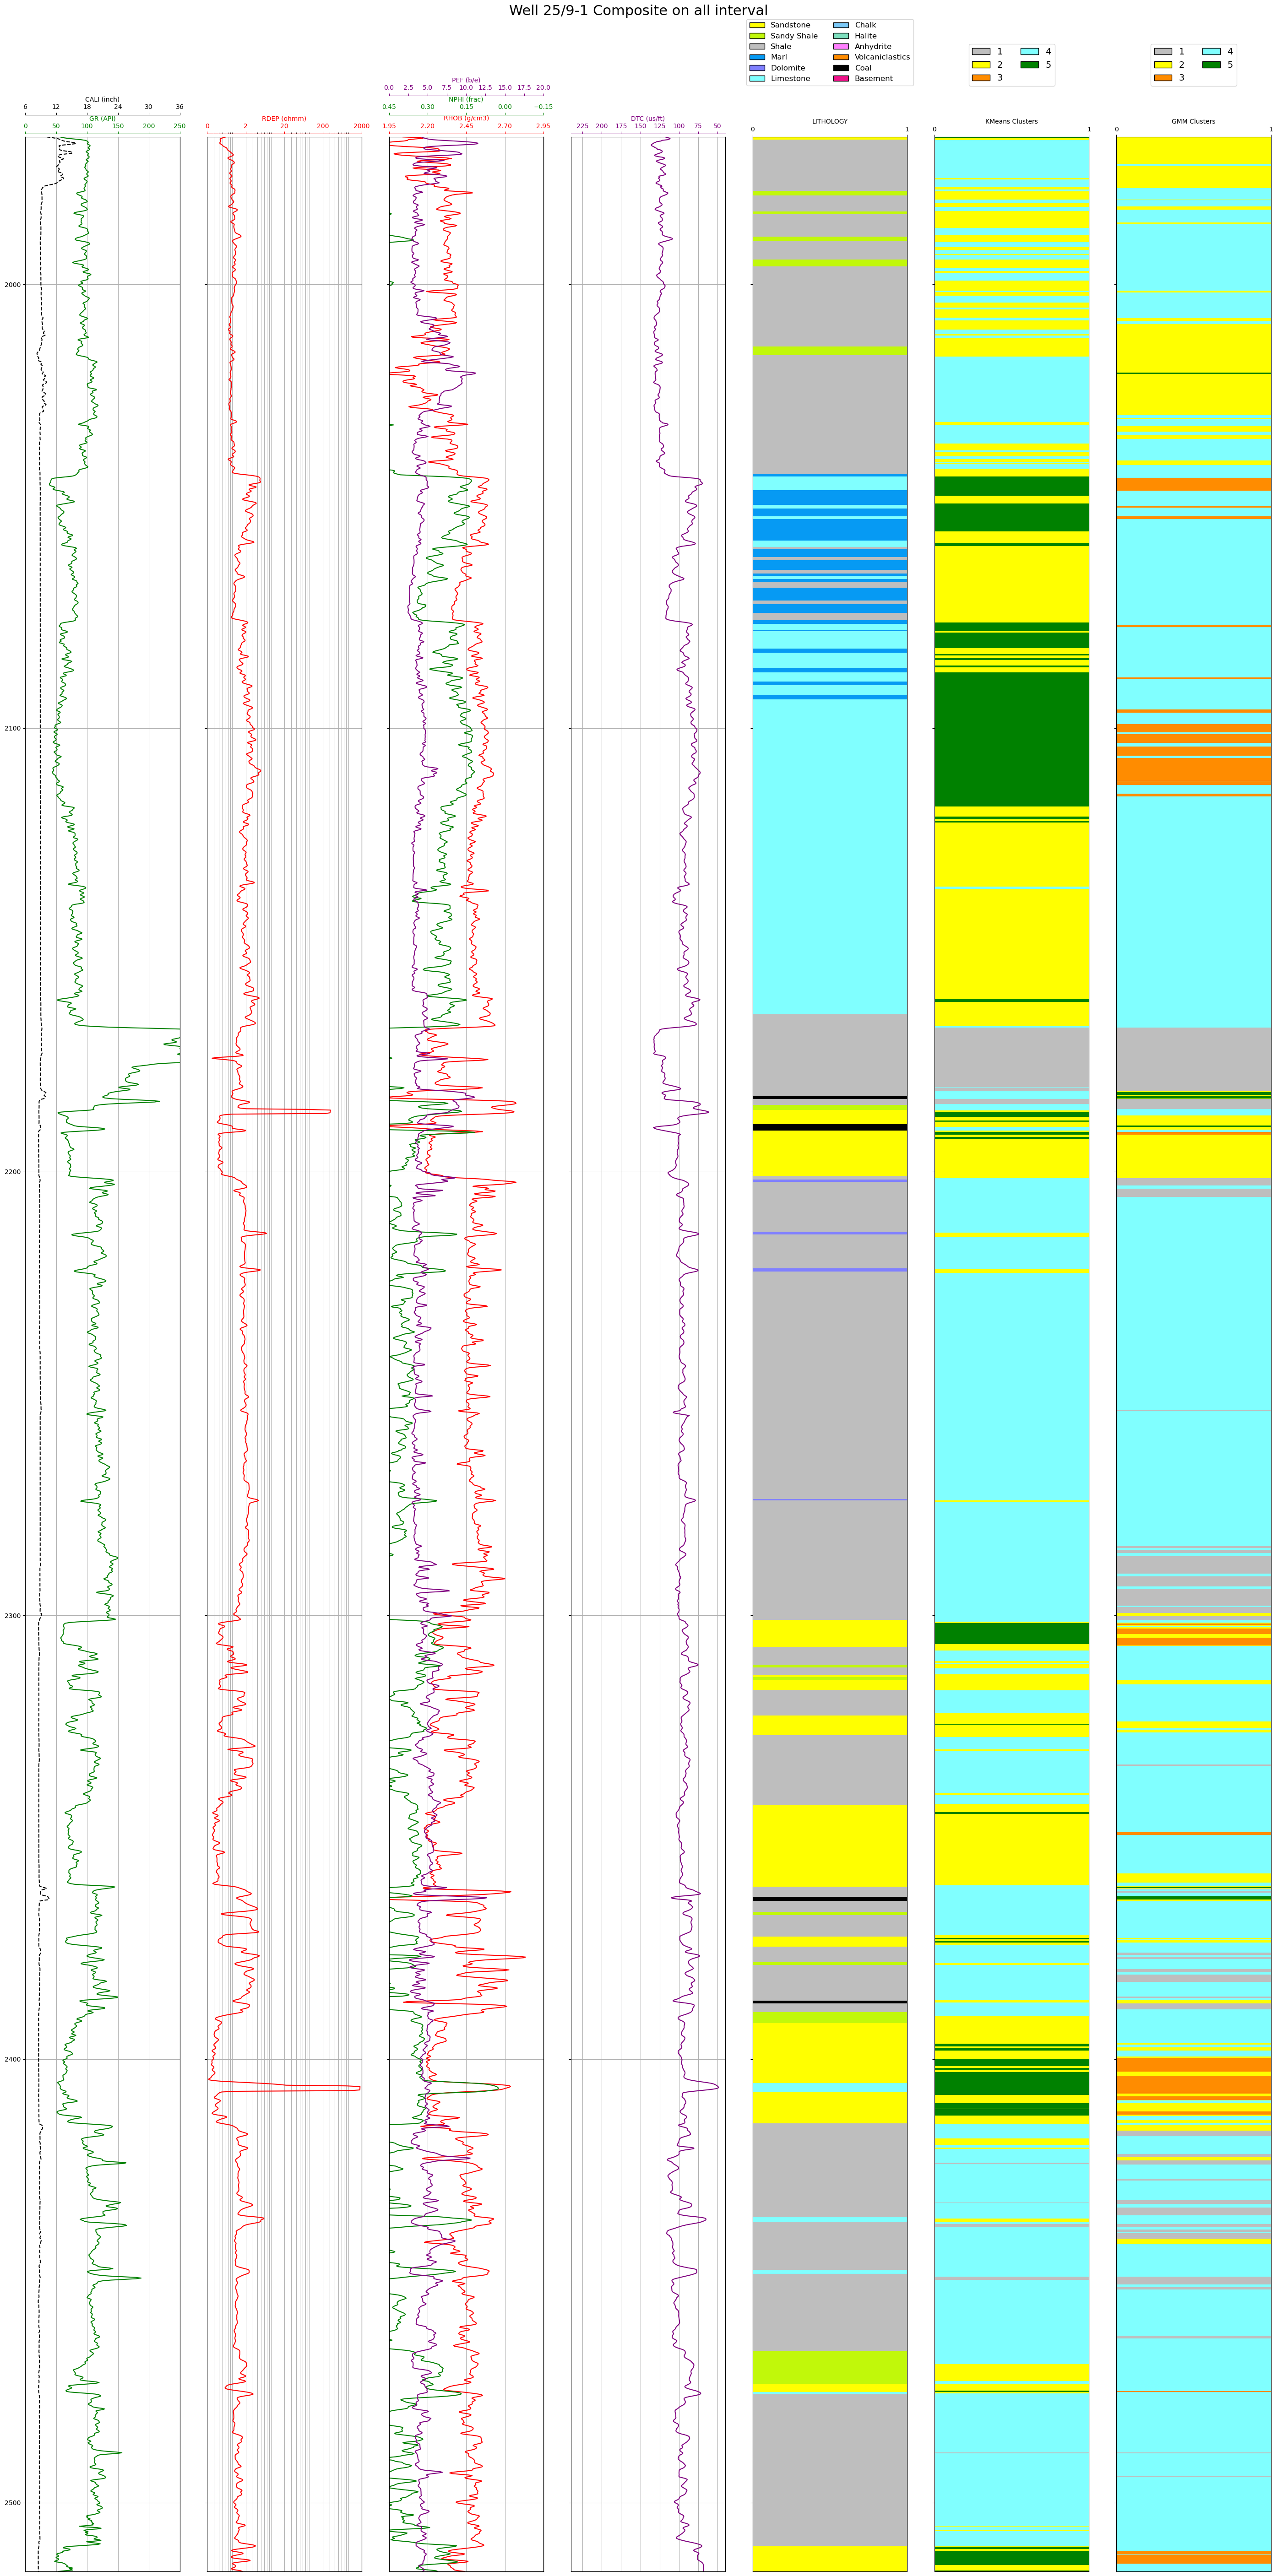 Well 25/9-1 Composite on all interval
Sandstone Chalk
Sandy Shale Halite
Shale Anhydrite
Marl Volcaniclastics
Dolomite Coal
Limestone Basement
1 4
2 5
3
1 4
2 5
3
PEF (b/e)
0.0 2.5 5.0 7.5 10.0 12.5 15.0 17.5 20.0
CALI (inch)
6 12 18 24 30 36
NPHI (frac)
0.45 0.30 0.15 0.00 −0.15
GR (API)
0 50 100 150 200 250
RDEP (ohmm)
0 2 20 200 2000
RHOB (g/cm3)
1.95 2.20 2.45 2.70 2.95
DTC (us/ft)
225 200 175 150 125 100 75 50
LITHOLOGY
0 1
KMeans Clusters
0 1
GMM Clusters
0 1
2000
2100
2200
2300
2400
2500